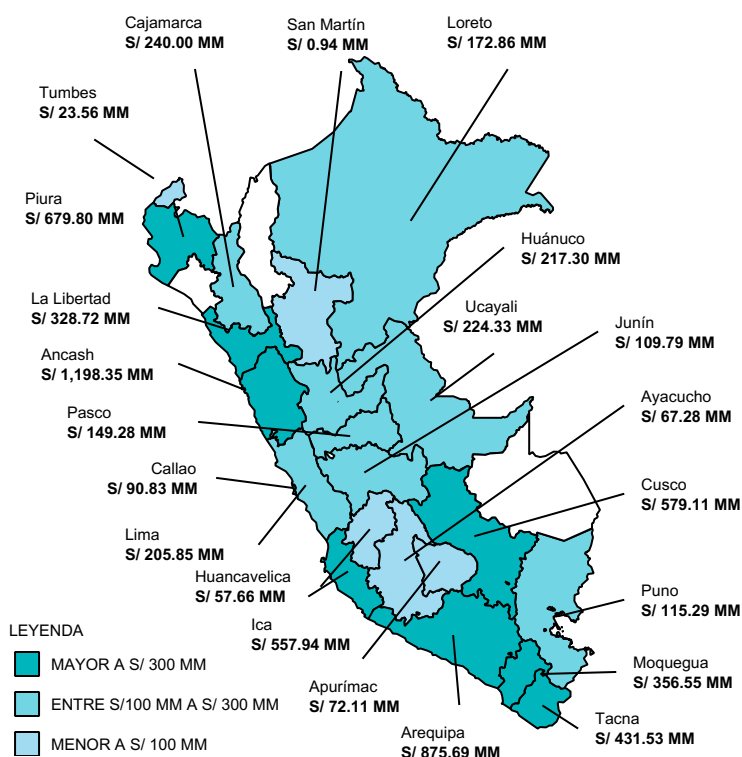 Cajamarca
S/ 240.00 MM
San Martín
S/ 0.94 MM
Loreto
S/ 172.86 MM
Tumbes
S/ 23.56 MM
Piura
S/ 679.80 MM
Huánuco
S/ 217.30 MM
La Libertad
S/ 328.72 MM
Ucayali
S/ 224.33 MM
Junín
S/ 109.79 MM
Ancash
S/ 1,198.35 MM
Ayacucho
S/ 67.28 MM
Pasco
S/ 149.28 MM
Callao
S/ 90.83 MM
Cusco
S/ 579.11 MM
Lima
S/ 205.85 MM
Huancavelica
S/ 57.66 MM
Puno
S/ 115.29 MM
Ica
S/ 557.94 MM
Moquegua
S/ 356.55 MM
Apurímac
S/ 72.11 MM
Tacna
S/ 431.53 MM
Arequipa
S/ 875.69 MM
LEYENDA
MAYOR A S/ 300 MM
ENTRE S/100 MM A S/ 300 MM
MENOR A S/ 100 MM